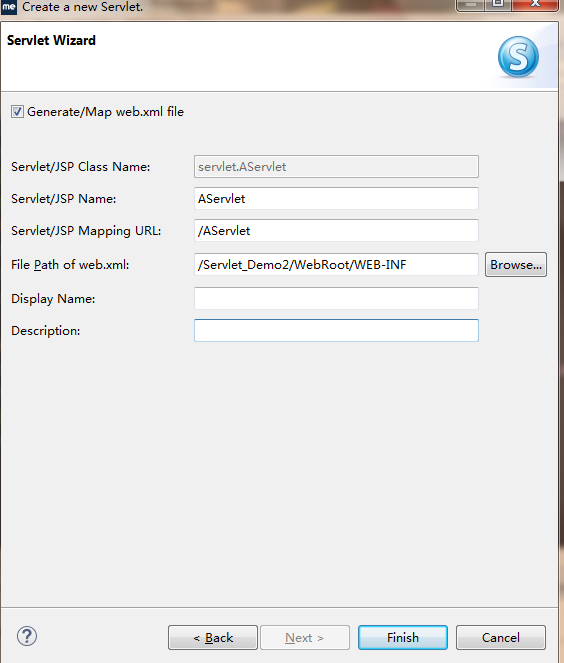 me Create a new Servlet.
Servlet Wizard
S
Generate/Map web.xml file
Servlet/JSP Class Name: servlet.AServlet
Servlet/JSP Name: AServlet
Servlet/JSP Mapping URL: /AServlet
File Path of web.xml: /Servlet_Demo2/WebRoot/WEB-INF Browse...
Display Name:
Description:
? < Back Next > Finish Cancel